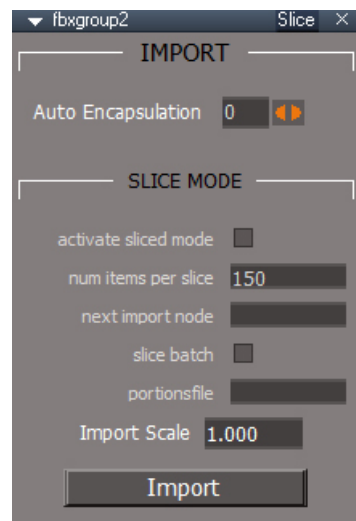 fbxgroup2 Slice
IMPORT
Auto Encapsulation 0
SLICE MODE
activate sliced mode
num items per slice 150
next import node
slice batch
portionsfile
Import Scale 1.000
Import